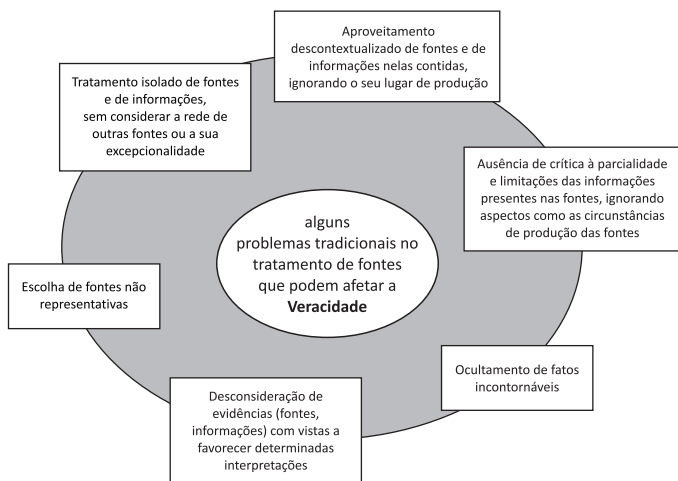 Aproveitamento
descontextualizado de fontes e de
informações nelas contidas,
ignorando o seu lugar de produção
Tratamento isolado de fontes
e de informações,
sem considerar a rede de
outras fontes ou a sua
excepcionalidade
Ausência de crítica à parcialidade
e limitações das informações
presentes nas fontes, ignorando
aspectos como as circunstâncias
de produção das fontes
alguns
problemas tradicionais no
tratamento de fontes
que podem afetar a
Veracidade
Escolha de fontes não
representativas
Ocultamento de fatos
incontornáveis
Desconsideração de
evidências (fontes,
informações) com vistas a
favorecer determinadas
interpretações